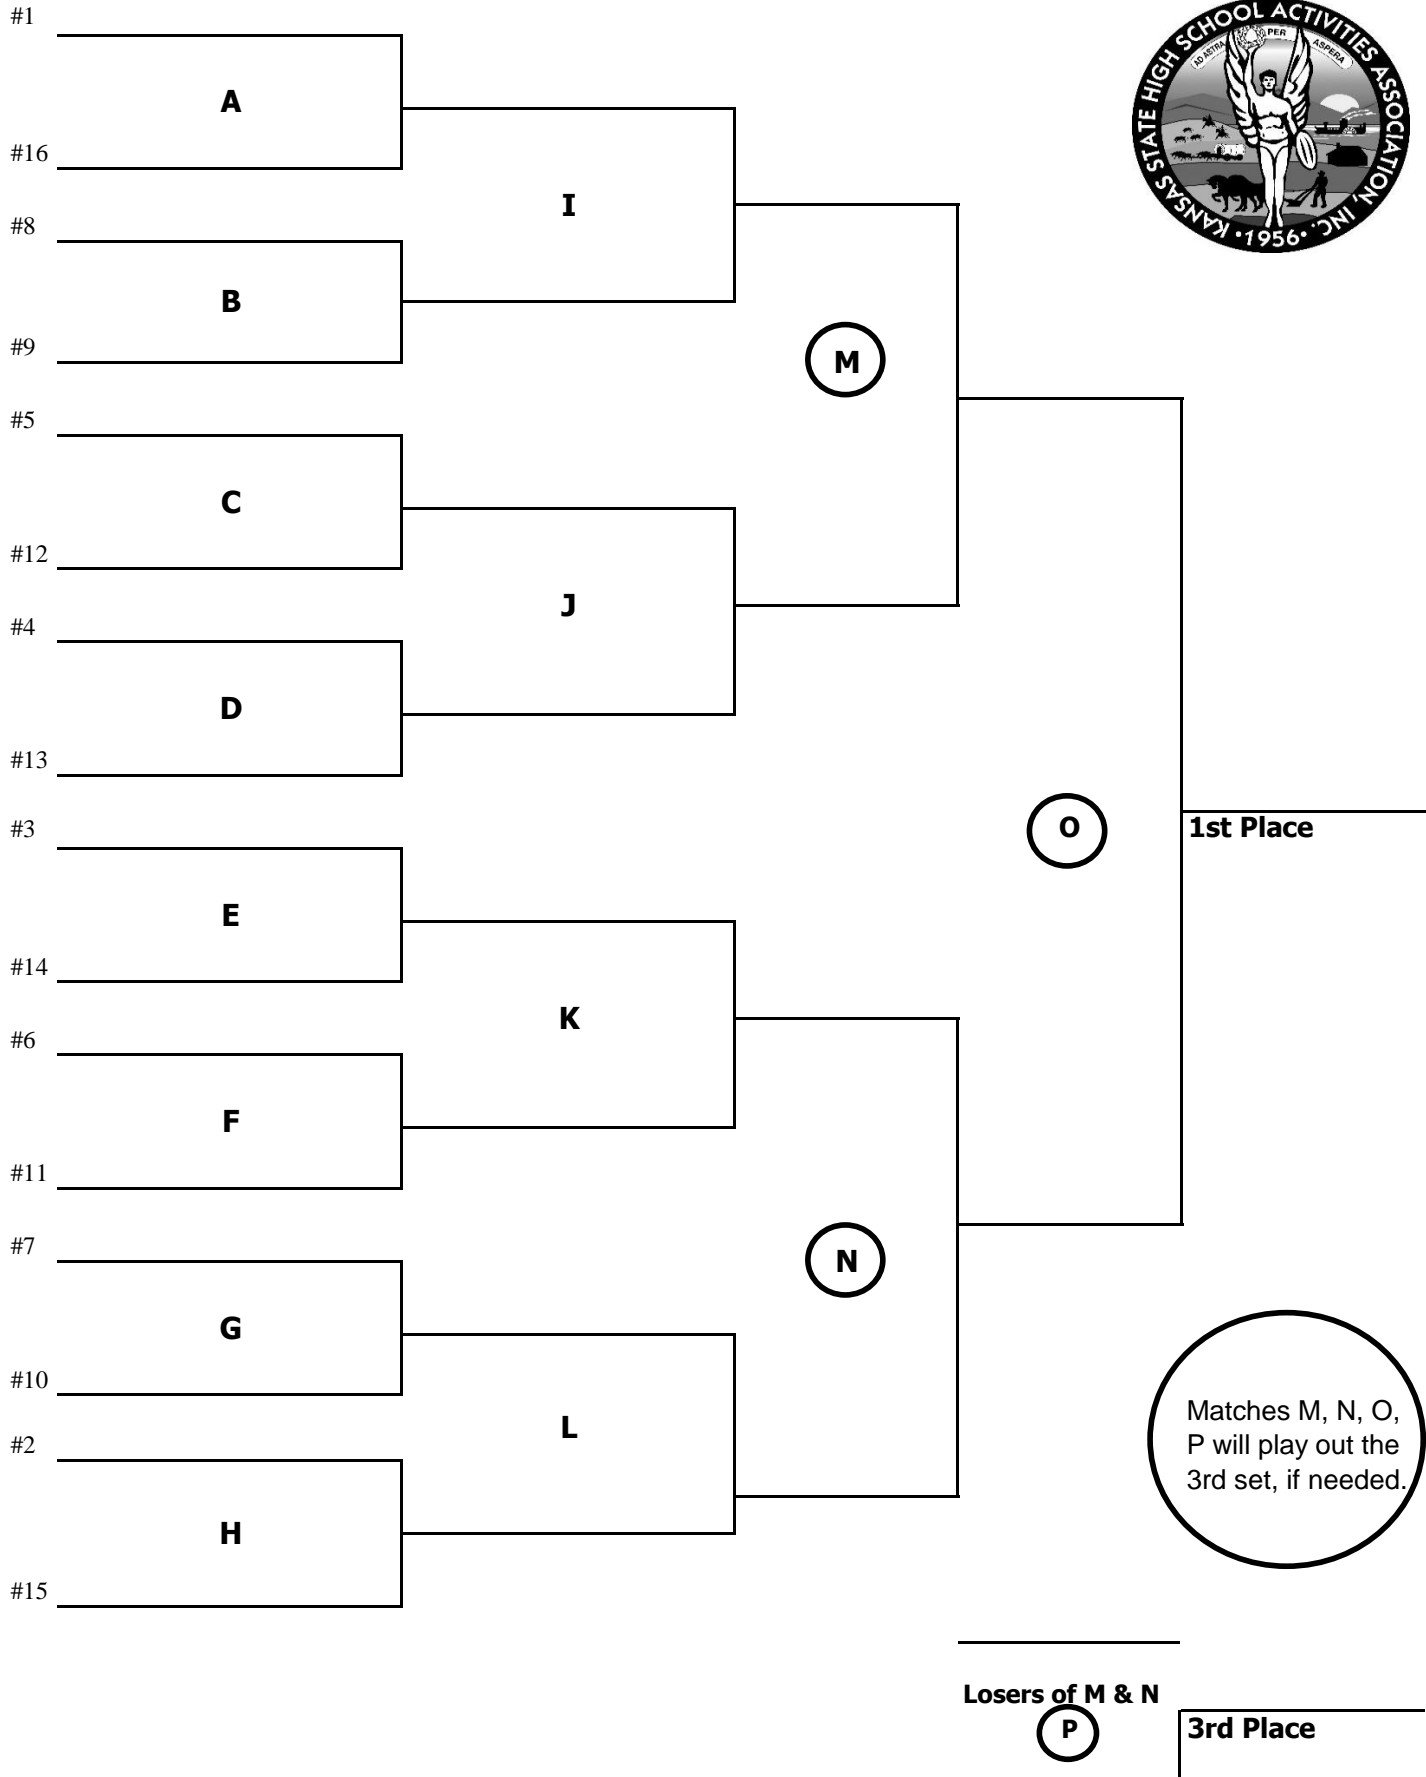 #1
A
#16
I
#8
B
#9
M
#5
C
#12
J
#4
D
#13
#3
O
1st Place
E
#14
K
#6
F
#11
N
#7
G
#10
L
#2
H
#15
Matches M, N, O,
P will play out the
3rd set, if needed.
Losers of M & N
P
3rd Place
KANSAS STATE HIGH SCHOOL ACTIVITIES ASSOCIATION, INC.
•1956•
AD ASTRA PER ASPERA